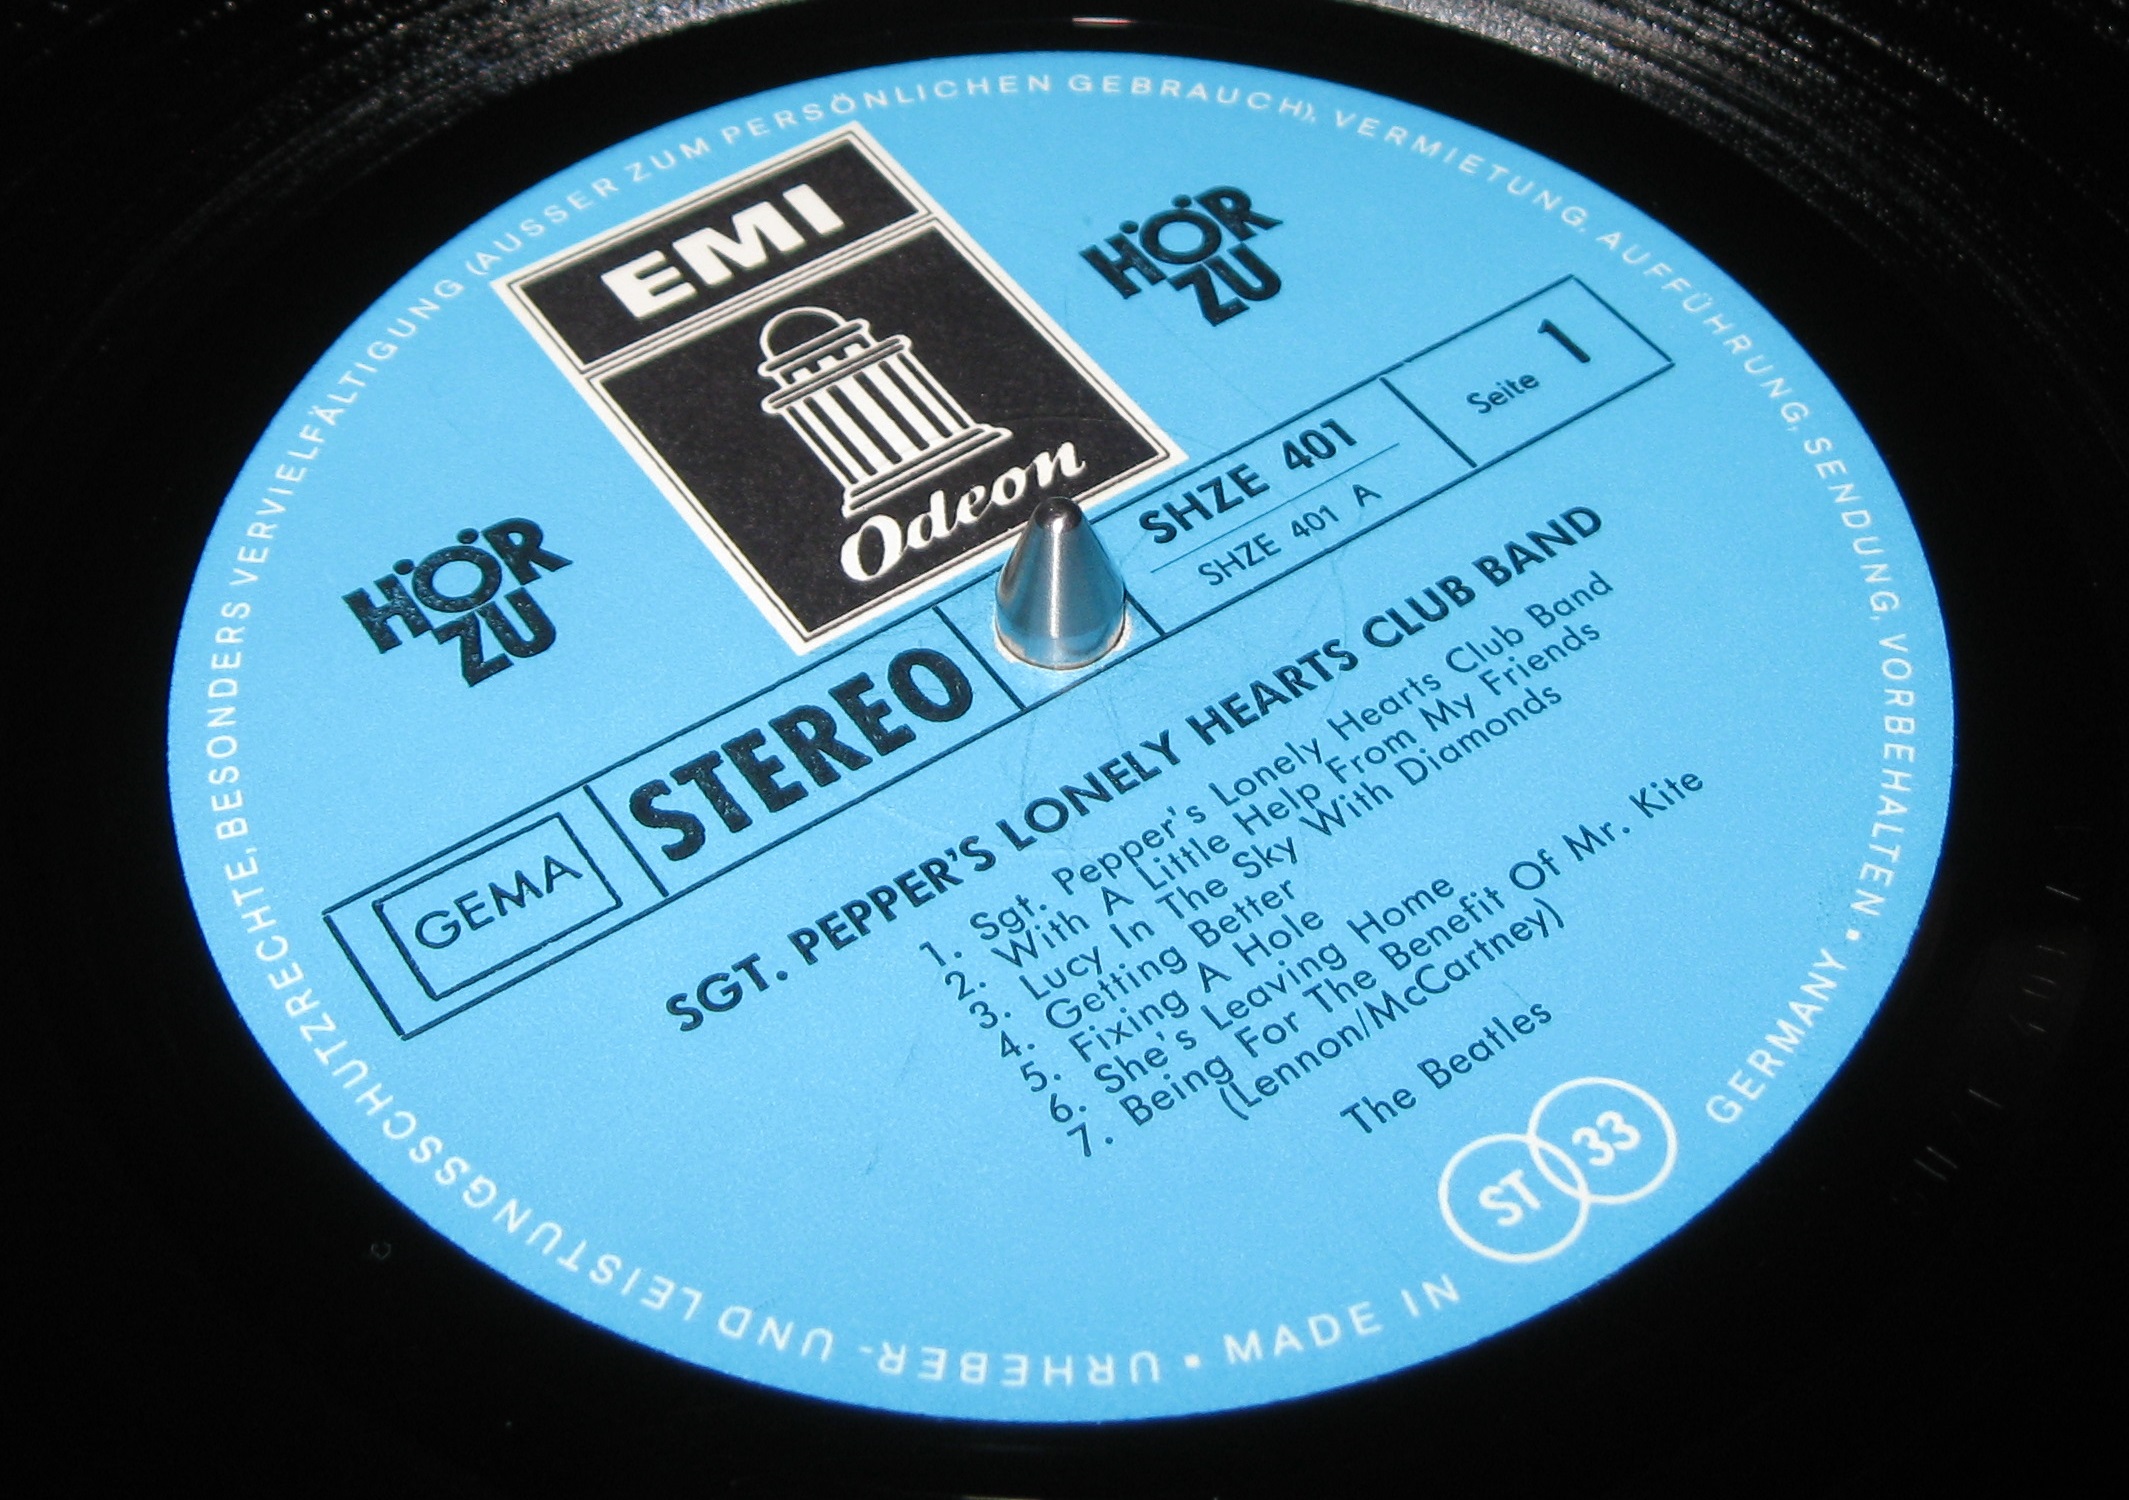 EMI
Odeon
HÖR
ZU
HÖR
ZU
GEMA
STEREO
SHZE 401
SHZE 401 A
Seite 1
SGT. PEPPER'S LONELY HEARTS CLUB BAND
1. Sgt. Pepper's Lonely Hearts Club Band
2. With A Little Help From My Friends
3. Lucy In The Sky With Diamonds
4. Getting Better
5. Fixing A Hole
6. She's Leaving Home
7. Being For The Benefit Of Mr. Kite
(Lennon/McCartney)
The Beatles
ST 33
MADE IN GERMANY
URHEBER- UND LEISTUNGSSCHUTZRECHTE, BESONDERS VERVIELFÄLTIGUNG (AUSSER ZUM PERSÖNLICHEN GEBRAUCH), VERMIETUNG, AUFFÜHRUNG, SENDUNG, VORBEHALTEN